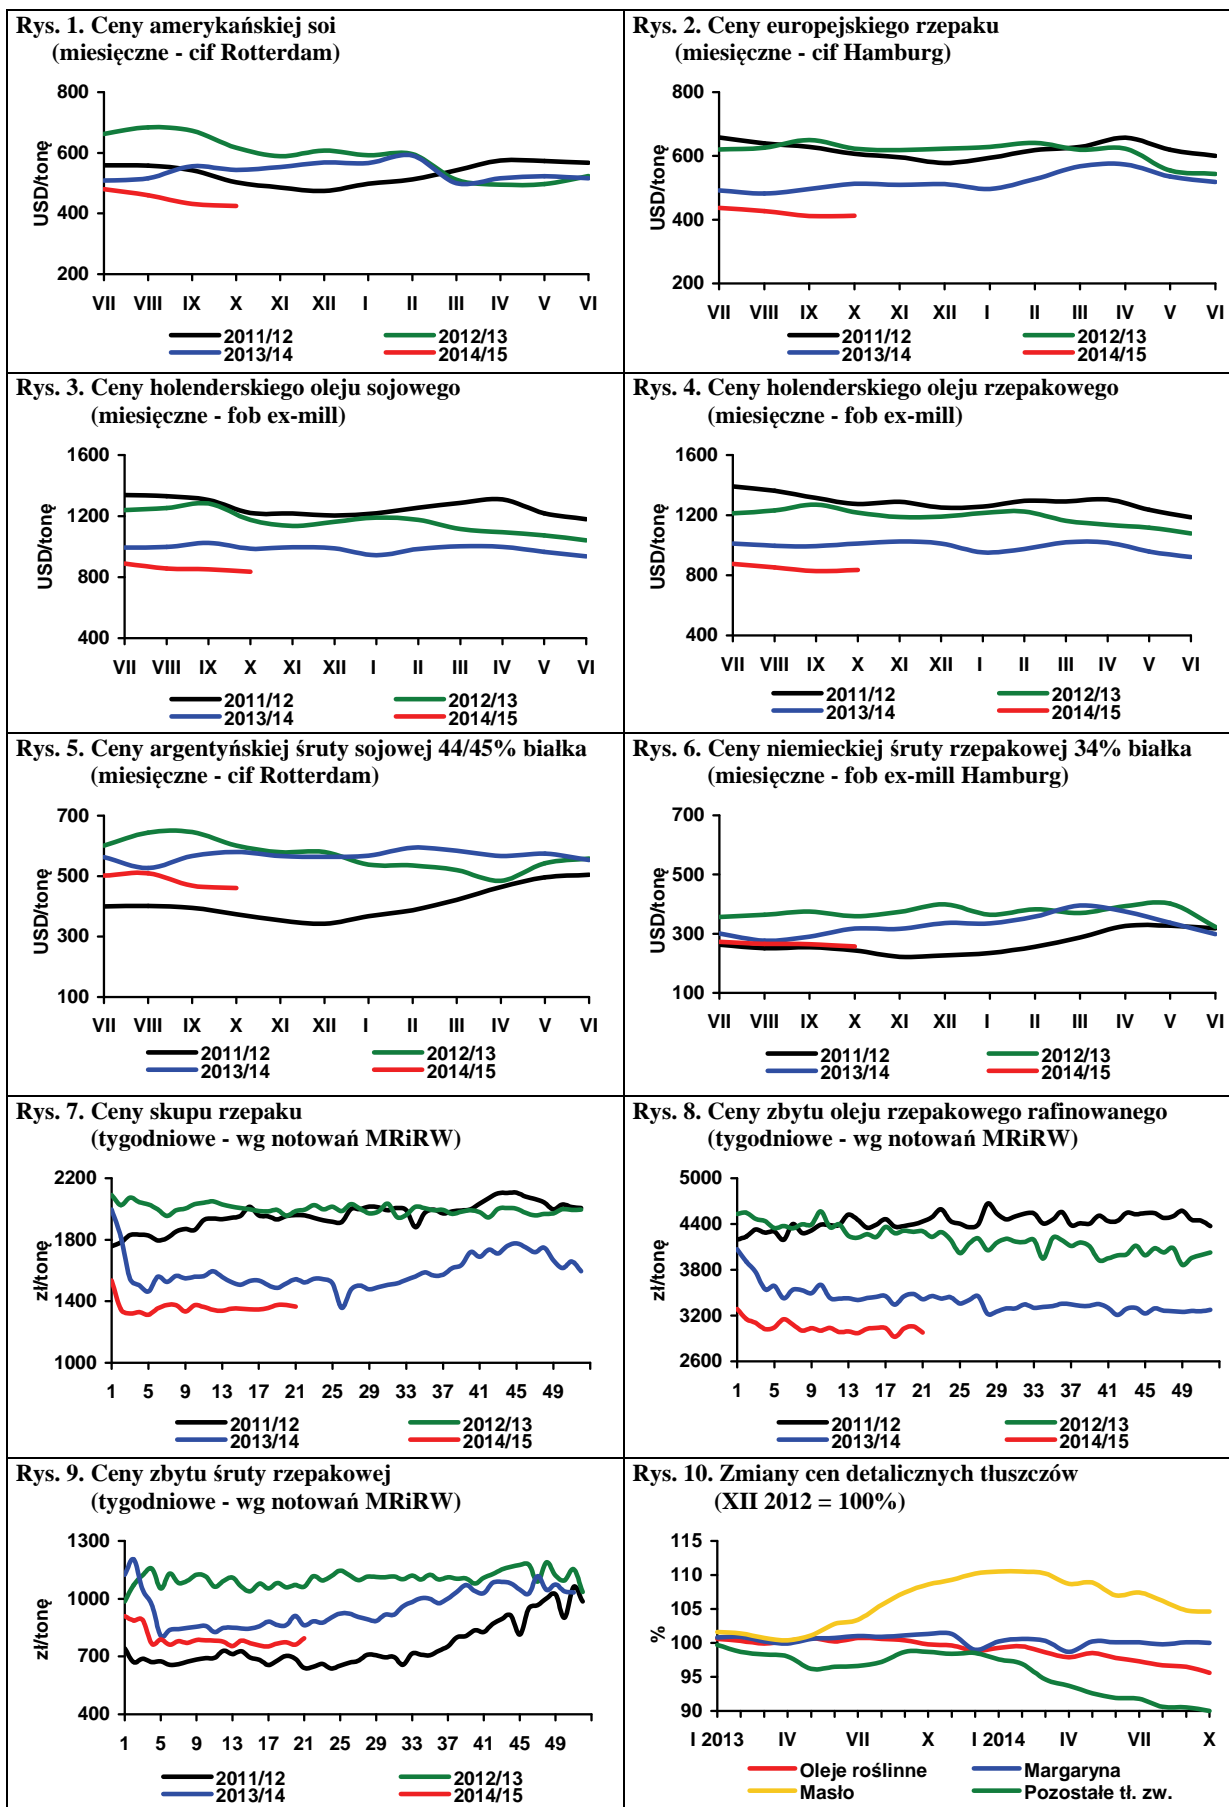 Rys. 1. Ceny amerykańskiej soi
(miesięczne - cif Rotterdam)
USD/tonę
800
600
400
200
VII VIII IX X XI XII I II III IV V VI
2011/12 2012/13
2013/14 2014/15
Rys. 2. Ceny europejskiego rzepaku
(miesięczne - cif Hamburg)
USD/tonę
800
600
400
200
VII VIII IX X XI XII I II III IV V VI
2011/12 2012/13
2013/14 2014/15
Rys. 3. Ceny holenderskiego oleju sojowego
(miesięczne - fob ex-mill)
USD/tonę
1600
1200
800
400
VII VIII IX X XI XII I II III IV V VI
2011/12 2012/13
2013/14 2014/15
Rys. 4. Ceny holenderskiego oleju rzepakowego
(miesięczne - fob ex-mill)
USD/tonę
1600
1200
800
400
VII VIII IX X XI XII I II III IV V VI
2011/12 2012/13
2013/14 2014/15
Rys. 5. Ceny argentyńskiej śruty sojowej 44/45% białka
(miesięczne - cif Rotterdam)
USD/tonę
700
500
300
100
VII VIII IX X XI XII I II III IV V VI
2011/12 2012/13
2013/14 2014/15
Rys. 6. Ceny niemieckiej śruty rzepakowej 34% białka
(miesięczne - fob ex-mill Hamburg)
USD/tonę
700
500
300
100
VII VIII IX X XI XII I II III IV V VI
2011/12 2012/13
2013/14 2014/15
Rys. 7. Ceny skupu rzepaku
(tygodniowe - wg notowań MRiRW)
zł/tonę
2200
1800
1400
1000
1 5 9 13 17 21 25 29 33 37 41 45 49
2011/12 2012/13
2013/14 2014/15
Rys. 8. Ceny zbytu oleju rzepakowego rafinowanego
(tygodniowe - wg notowań MRiRW)
zł/tonę
5000
4400
3800
3200
2600
1 5 9 13 17 21 25 29 33 37 41 45 49
2011/12 2012/13
2013/14 2014/15
Rys. 9. Ceny zbytu śruty rzepakowej
(tygodniowe - wg notowań MRiRW)
zł/tonę
1300
1000
700
400
1 5 9 13 17 21 25 29 33 37 41 45 49
2011/12 2012/13
2013/14 2014/15
Rys. 10. Zmiany cen detalicznych tłuszczów
(XII 2012 = 100%)
%
115
110
105
100
95
90
I 2013 IV VII X I 2014 IV VII X
Oleje roślinne Margaryna
Masło Pozostałe tł. zw.